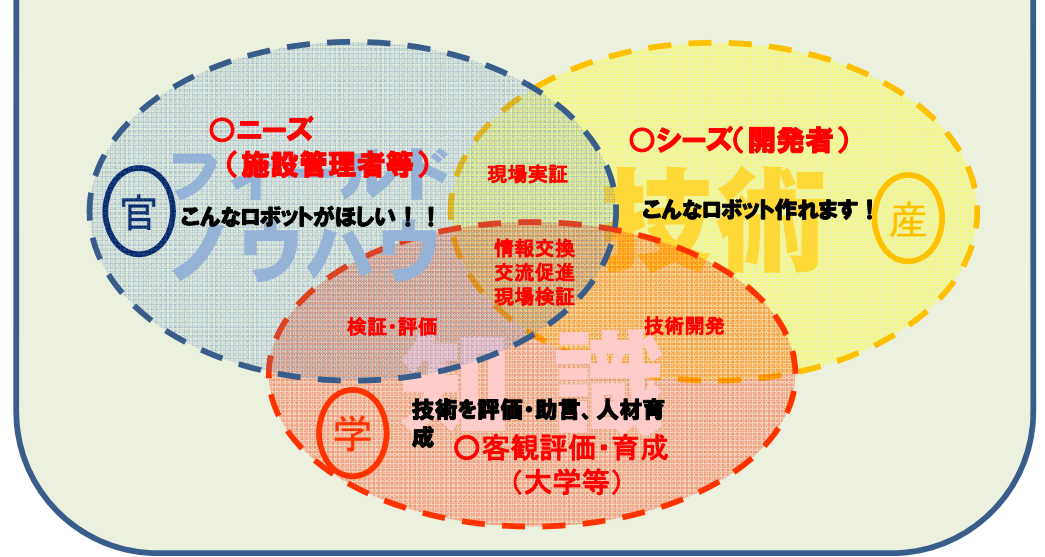 ○ニーズ
（施設管理者等）
フィールド
ノウハウ
官
こんなロボットがほしい！！
現場実証
○シーズ（開発者）
技術
こんなロボット作れます！
産
情報交換
交流促進
現場検証
検証・評価
技術開発
知識
学
技術を評価・助言、人材育
成
○客観評価・育成
（大学等）